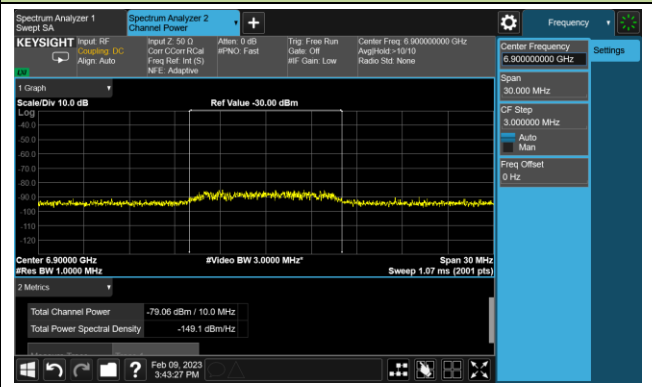 Spectrum Analyzer 1
Swept SA
Spectrum Analyzer 2
Channel Power
Frequency
KEYSIGHT
Input: RF
Coupling: DC
Align: Auto
Input Z: 50 Ω
Corr CCorr RCal
Freq Ref: Int (S)
NFE: Adaptive
Atten: 0 dB
#PNO: Fast
Trig: Free Run
Gate: Off
#IF Gain: Low
Center Freq: 6.900000000 GHz
Avg|Hold:>10/10
Radio Std: None
Center Frequency
6.900000000 GHz
Settings
Span
30.000 MHz
CF Step
3.000000 MHz
Auto
Man
Freq Offset
0 Hz
1 Graph
Scale/Div 10.0 dB
Ref Value -30.00 dBm
Log
-40.0
-50.0
-60.0
-70.0
-80.0
-90.0
-100
-110
-120
Center 6.90000 GHz
#Video BW 3.0000 MHz*
Span 30 MHz
#Res BW 1.0000 MHz
Sweep 1.07 ms (2001 pts)
2 Metrics
Total Channel Power
-79.06 dBm / 10.0 MHz
Total Power Spectral Density
-149.1 dBm/Hz
?
Feb 09, 2023
3:43:27 PM